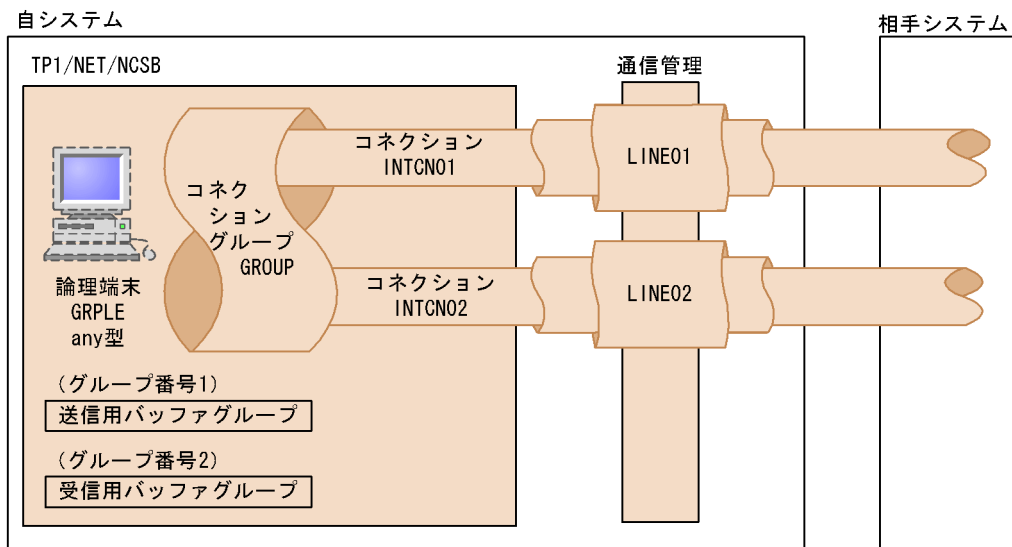 自システム
相手システム
TP1/NET/NCSB
通信管理
コネクション
INTCN01
LINE01
コネク
ション
グループ
GROUP
論理端末
GRPLE
any型
コネクション
INTCN02
LINE02
(グループ番号1)
送信用バッファグループ
(グループ番号2)
受信用バッファグループ